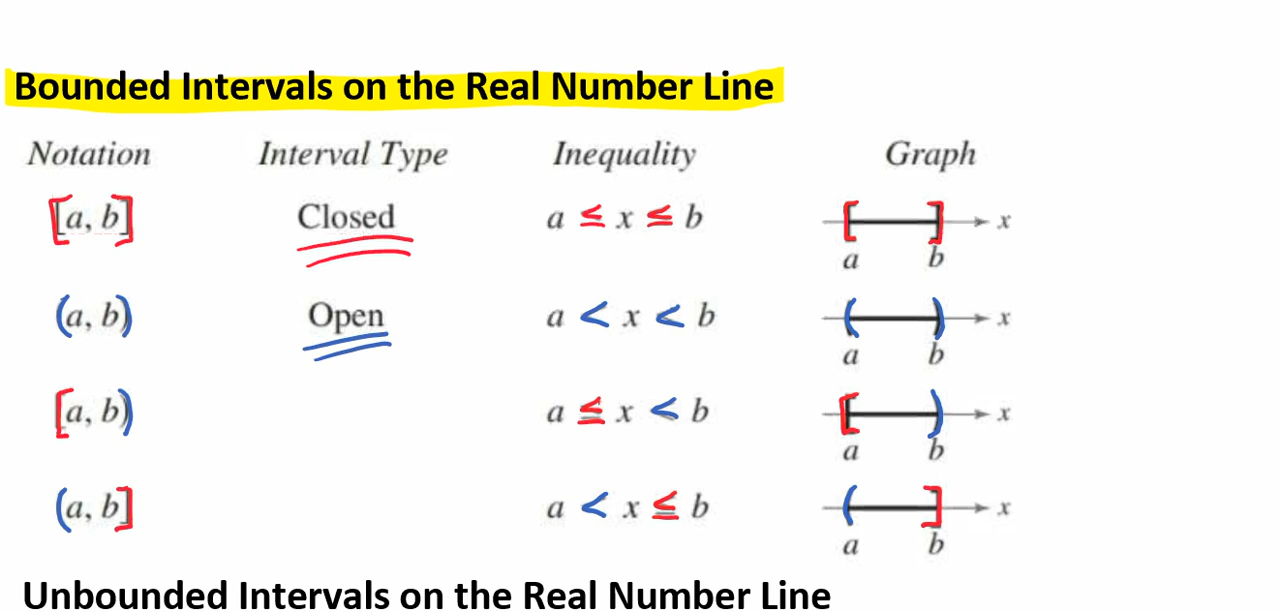 Bounded Intervals on the Real Number Line
Notation Interval Type Inequality Graph
[a, b] Closed a ≤ x ≤ b [ ] x
a b
(a, b) Open a < x < b ( ) x
a b
[a, b) a ≤ x < b [ ) x
a b
(a, b] a < x ≤ b ( ] x
a b
Unbounded Intervals on the Real Number Line